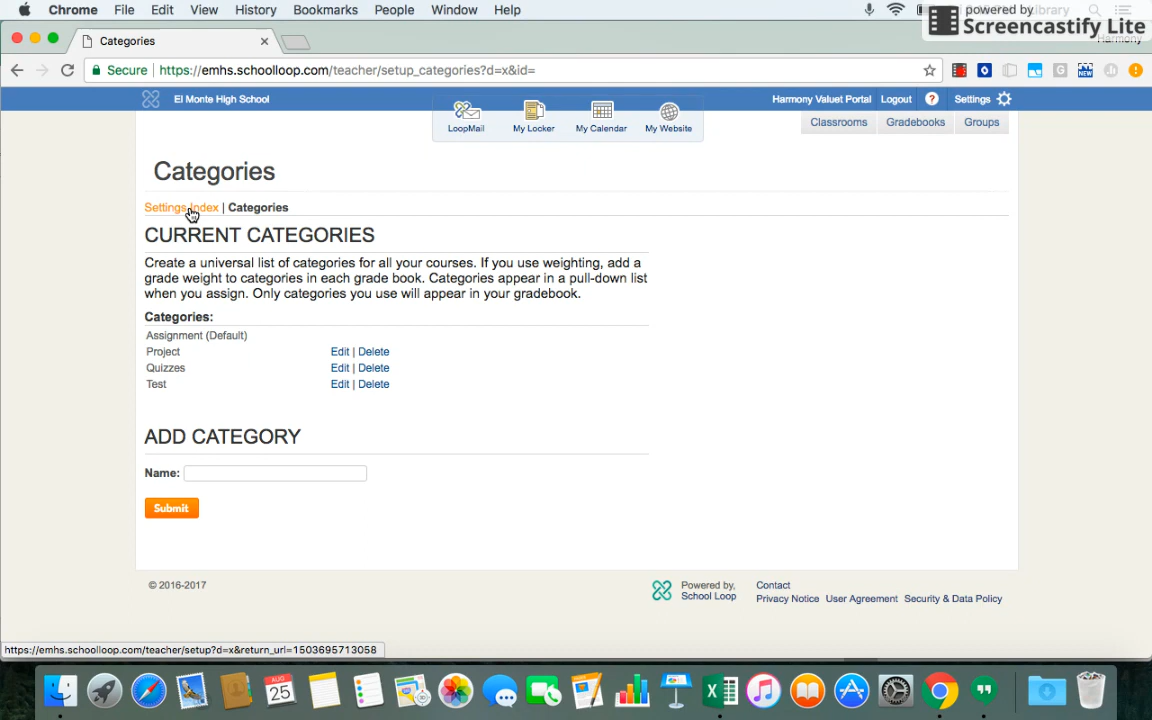 Chrome File Edit View History Bookmarks People Window Help
Powered by
Screencastify Lite
Categories
Harmony
Secure https://emhs.schoolloop.com/teacher/setup_categories?d=x&id=
El Monte High School
LoopMail My Locker My Calendar My Website
Harmony Valuet Portal Logout ? Settings
Classrooms Gradebooks Groups
Categories
Settings Index | Categories
CURRENT CATEGORIES
Create a universal list of categories for all your courses. If you use weighting, add a
grade weight to categories in each grade book. Categories appear in a pull-down list
when you assign. Only categories you use will appear in your gradebook.
Categories:
Assignment (Default)
Project Edit | Delete
Quizzes Edit | Delete
Test Edit | Delete
ADD CATEGORY
Name:
Submit
© 2016-2017
Powered by,
School Loop
Contact
Privacy Notice User Agreement Security & Data Policy
https://emhs.schoolloop.com/teacher/setup?d=x&return_url=1503695713058
AUG
25